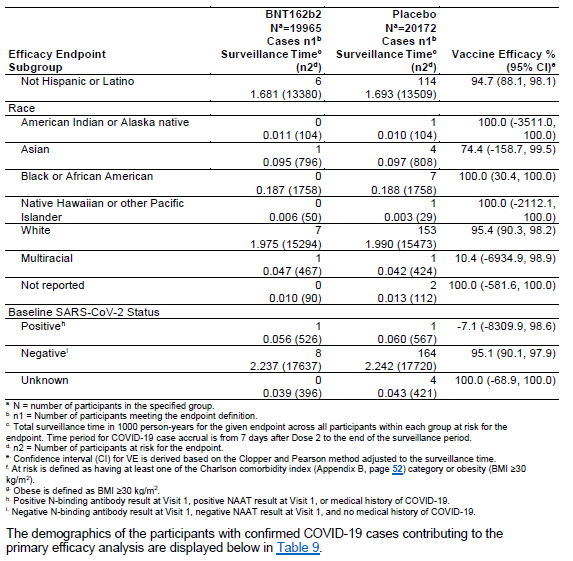 BNT162b2 Placebo
Nᵃ=19965 Nᵃ=20172
Cases n1ᵇ Cases n1ᵇ
Efficacy Endpoint Surveillance Timeᶜ Surveillance Timeᶜ Vaccine Efficacy %
Subgroup (n2ᵈ) (n2ᵈ) (95% CI)ᵉ
Not Hispanic or Latino 6 114 94.7 (88.1, 98.1)
1.681 (13380) 1.693 (13509)
Race
American Indian or Alaska native 0 1 100.0 (-3511.0,
0.011 (104) 0.010 (104) 100.0)
Asian 1 4 74.4 (-158.7, 99.5)
0.095 (796) 0.097 (808)
Black or African American 0 7 100.0 (30.4, 100.0)
0.187 (1758) 0.188 (1758)
Native Hawaiian or other Pacific 0 1 100.0 (-2112.1,
Islander 0.006 (50) 0.003 (29) 100.0)
White 7 153 95.4 (90.3, 98.2)
1.975 (15294) 1.990 (15473)
Multiracial 1 1 10.4 (-6934.9, 98.9)
0.047 (467) 0.042 (424)
Not reported 0 2 100.0 (-581.6, 100.0)
0.010 (90) 0.013 (112)
Baseline SARS-CoV-2 Status
Positiveʰ 1 1 -7.1 (-8309.9, 98.6)
0.056 (526) 0.060 (567)
Negativeⁱ 8 164 95.1 (90.1, 97.9)
2.237 (17637) 2.242 (17720)
Unknown 0 4 100.0 (-68.9, 100.0)
0.039 (396) 0.043 (421)
ᵃ· N = number of participants in the specified group.
ᵇ· n1 = Number of participants meeting the endpoint definition.
ᶜ· Total surveillance time in 1000 person-years for the given endpoint across all participants within each group at risk for the
endpoint. Time period for COVID-19 case accrual is from 7 days after Dose 2 to the end of the surveillance period.
ᵈ· n2 = Number of participants at risk for the endpoint.
ᵉ· Confidence interval (CI) for VE is derived based on the Clopper and Pearson method adjusted to the surveillance time.
ᶠ· At risk is defined as having at least one of the Charlson comorbidity index (Appendix B, page 52) category or obesity (BMI ≥30
kg/m²).
ᵍ· Obese is defined as BMI ≥30 kg/m².
ʰ· Positive N-binding antibody result at Visit 1, positive NAAT result at Visit 1, or medical history of COVID-19.
ⁱ· Negative N-binding antibody result at Visit 1, negative NAAT result at Visit 1, and no medical history of COVID-19.
The demographics of the participants with confirmed COVID-19 cases contributing to the
primary efficacy analysis are displayed below in Table 9.